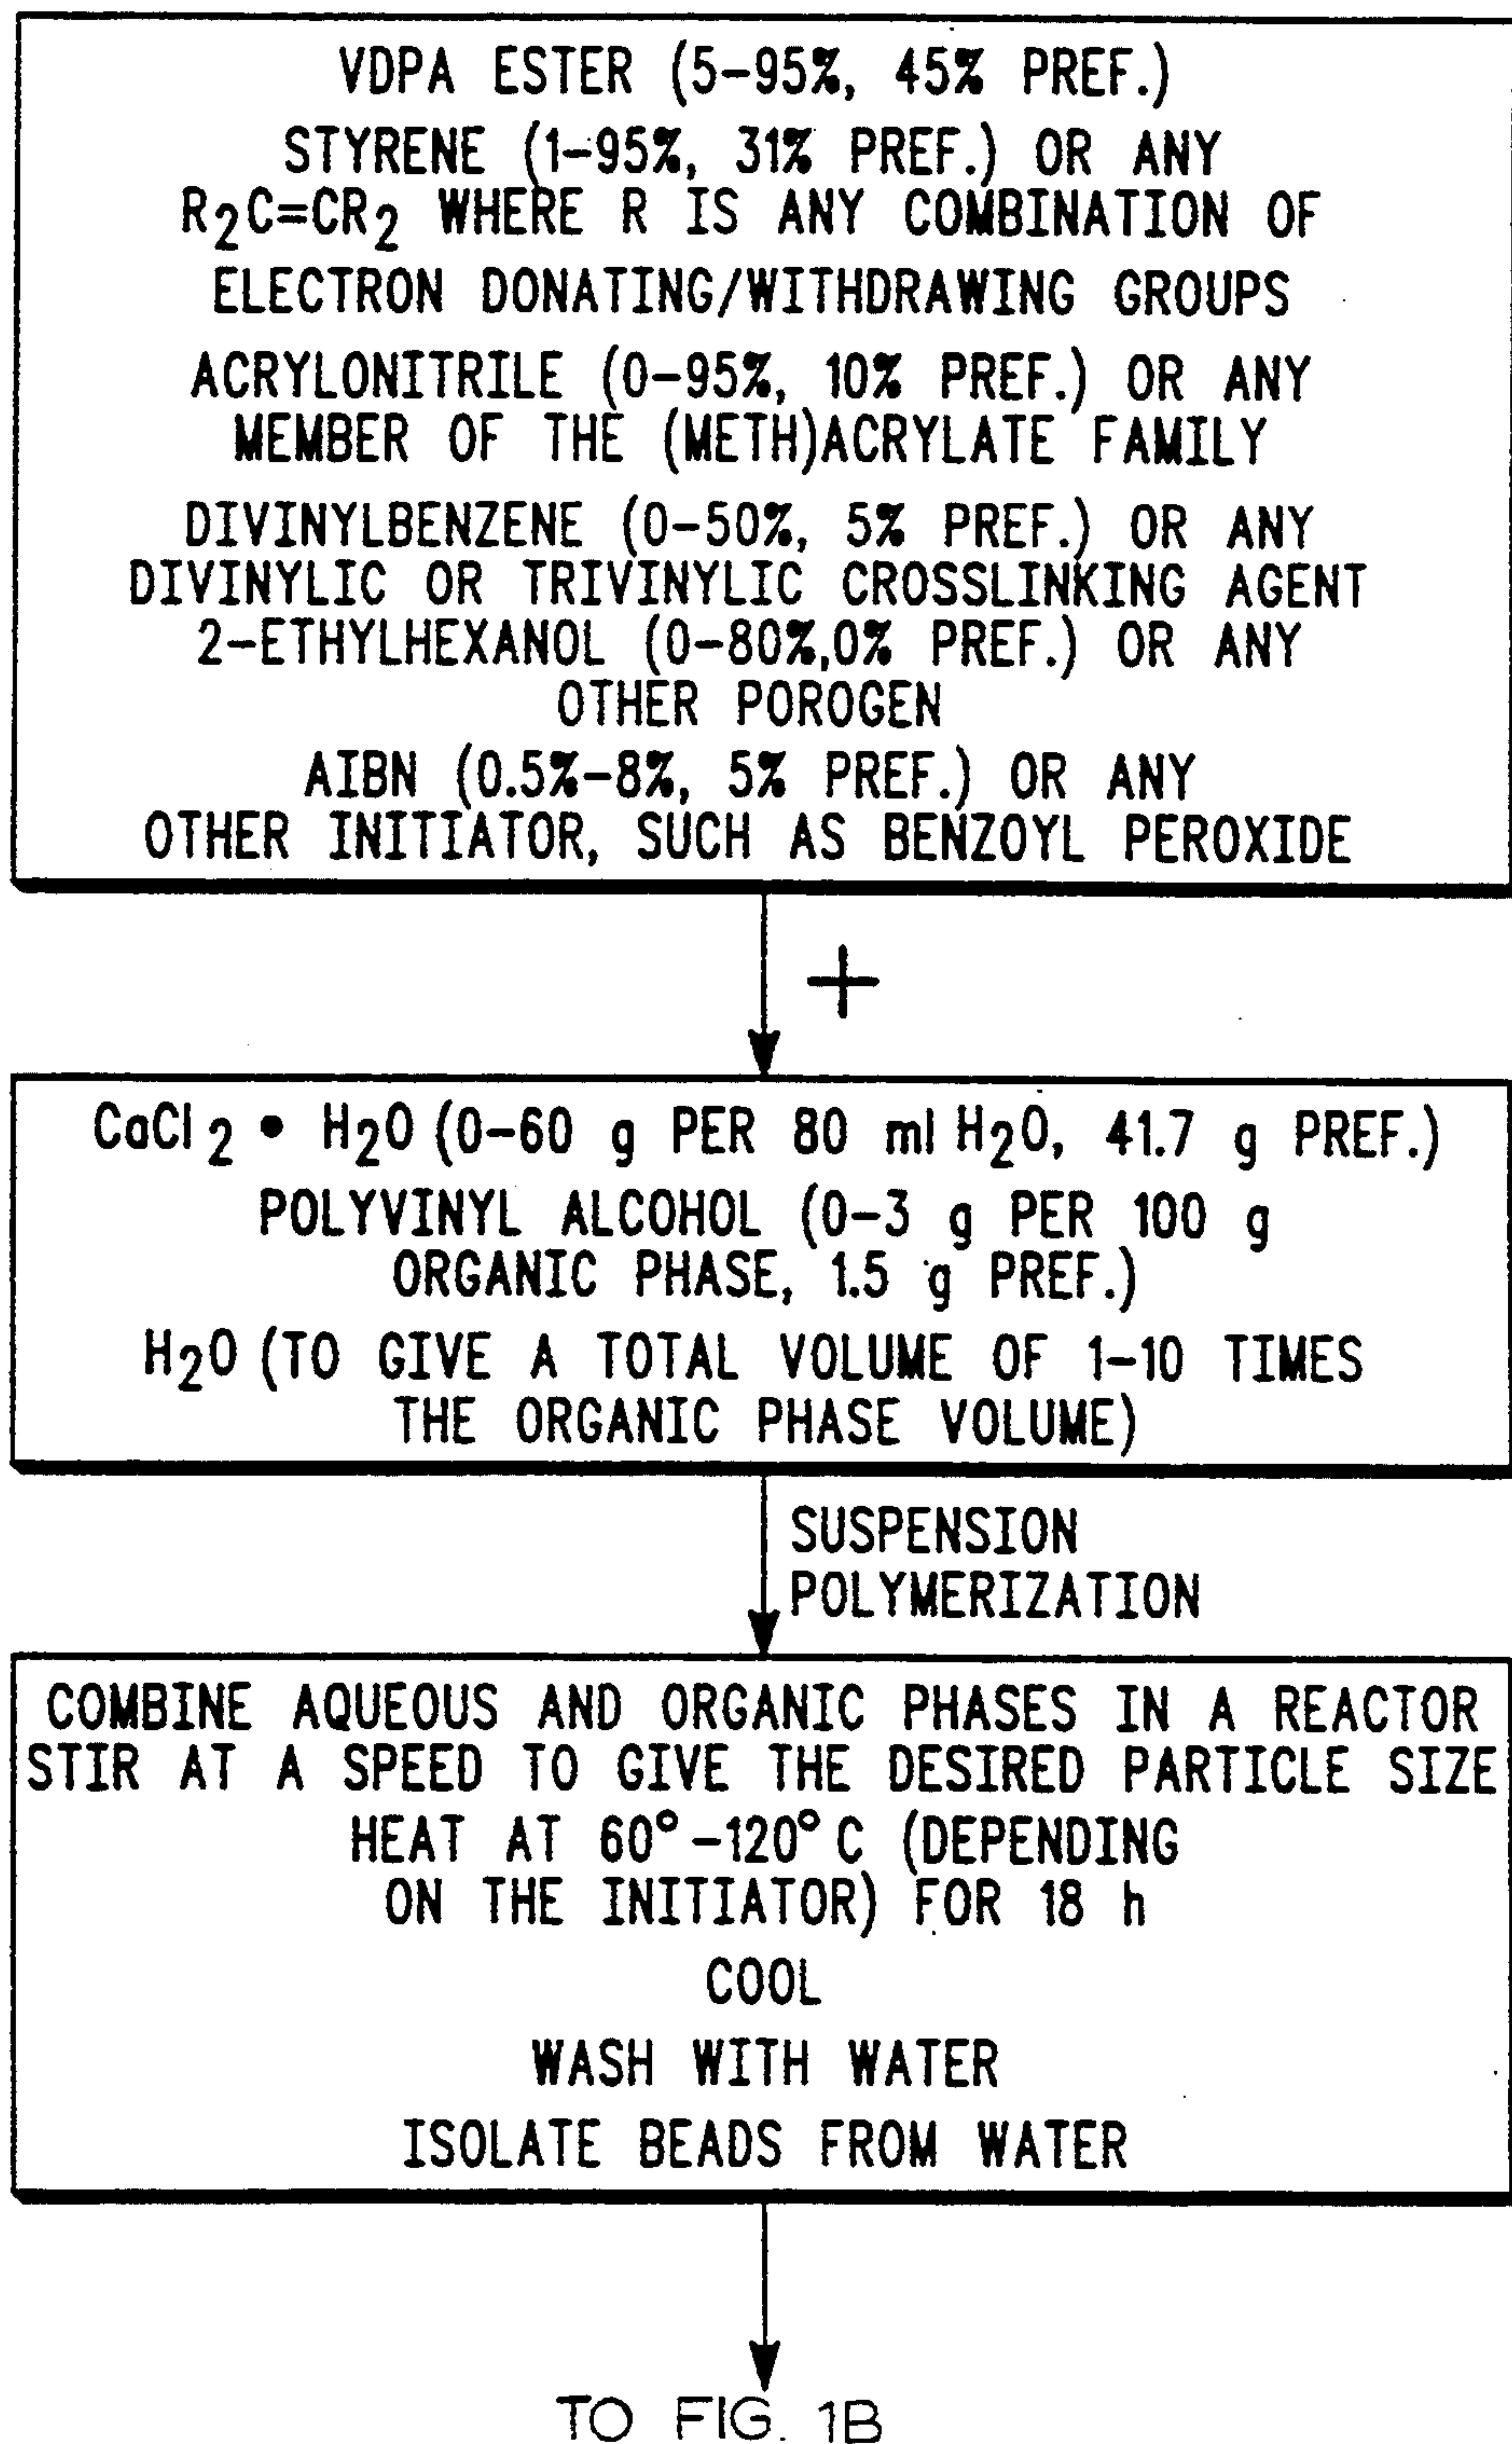 VDPA ESTER (5-95%, 45% PREF.)
STYRENE (1-95%, 31% PREF.) OR ANY
R2C=CR2 WHERE R IS ANY COMBINATION OF
ELECTRON DONATING/WITHDRAWING GROUPS
ACRYLONITRILE (0-95%, 10% PREF.) OR ANY
MEMBER OF THE (METH)ACRYLATE FAMILY
DIVINYLBENZENE (0-50%, 5% PREF.) OR ANY
DIVINYLIC OR TRIVINYLIC CROSSLINKING AGENT
2-ETHYLHEXANOL (0-80%,0% PREF.) OR ANY
OTHER POROGEN
AIBN (0.5%-8%, 5% PREF.) OR ANY
OTHER INITIATOR, SUCH AS BENZOYL PEROXIDE
+
CaCl2 • H2O (0-60 g PER 80 ml H2O, 41.7 g PREF.)
POLYVINYL ALCOHOL (0-3 g PER 100 g
ORGANIC PHASE, 1.5 g PREF.)
H2O (TO GIVE A TOTAL VOLUME OF 1-10 TIMES
THE ORGANIC PHASE VOLUME)
SUSPENSION
POLYMERIZATION
COMBINE AQUEOUS AND ORGANIC PHASES IN A REACTOR
STIR AT A SPEED TO GIVE THE DESIRED PARTICLE SIZE
HEAT AT 60°-120° C (DEPENDING
ON THE INITIATOR) FOR 18 h
COOL
WASH WITH WATER
ISOLATE BEADS FROM WATER
TO FIG. 1B